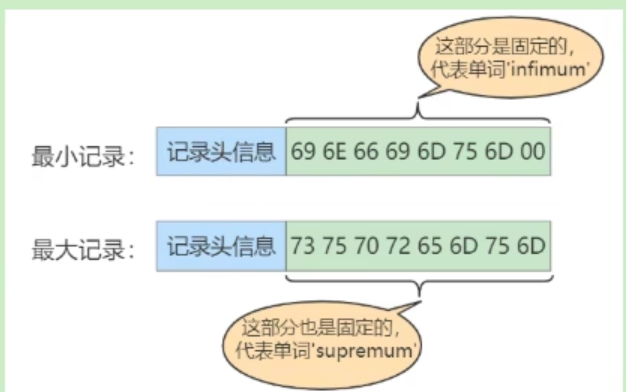 这部分是固定的，
代表单词'infimum'
最小记录：
记录头信息 69 6E 66 69 6D 75 6D 00
最大记录：
记录头信息 73 75 70 72 65 6D 75 6D
这部分也是固定的，
代表单词'supremum'